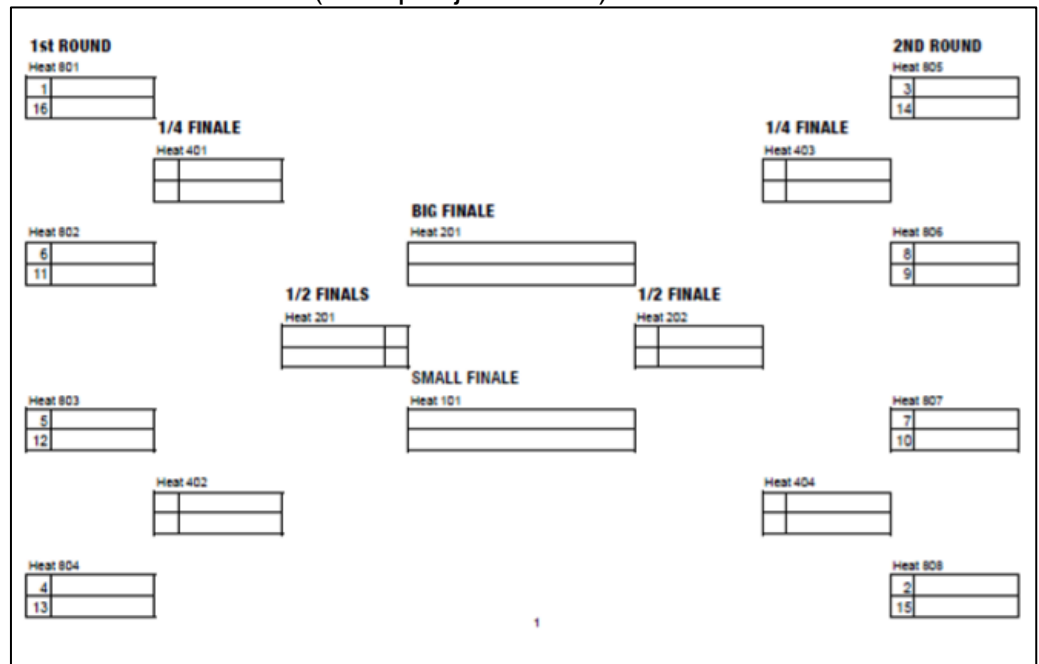 1st ROUND
2ND ROUND
Heat 801
Heat 805
1
3
16
14
1/4 FINALE
1/4 FINALE
Heat 401
Heat 403
BIG FINALE
Heat 802
Heat 201
Heat 806
6
8
11
9
1/2 FINALS
1/2 FINALE
Heat 201
Heat 202
SMALL FINALE
Heat 803
Heat 101
Heat 807
5
7
12
10
Heat 402
Heat 404
Heat 804
Heat 808
4
2
13
15
1